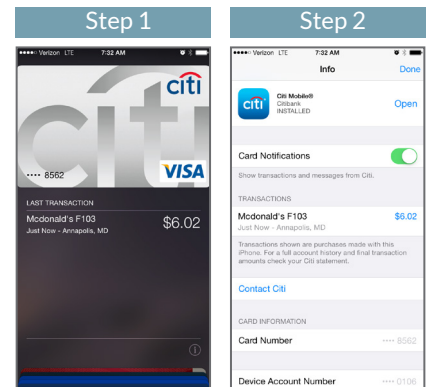 Step 1
Verizon LTE 7:32 AM
citi
•••• 8562 VISA
LAST TRANSACTION
Mcdonald's F103 $6.02
Just Now - Annapolis, MD
Step 2
Verizon LTE 7:32 AM
Info Done
Citi Mobile®
citi Citibank Open
INSTALLED
Card Notifications
Show transactions and messages from Citi.
TRANSACTIONS
Mcdonald's F103 $6.02
Just Now - Annapolis, MD
Transactions shown are purchases made with this
iPhone. For a full account history and final transaction
amounts check your Citi statement.
Contact Citi
CARD INFORMATION
Card Number •••• 8562
Device Account Number •••• 0106